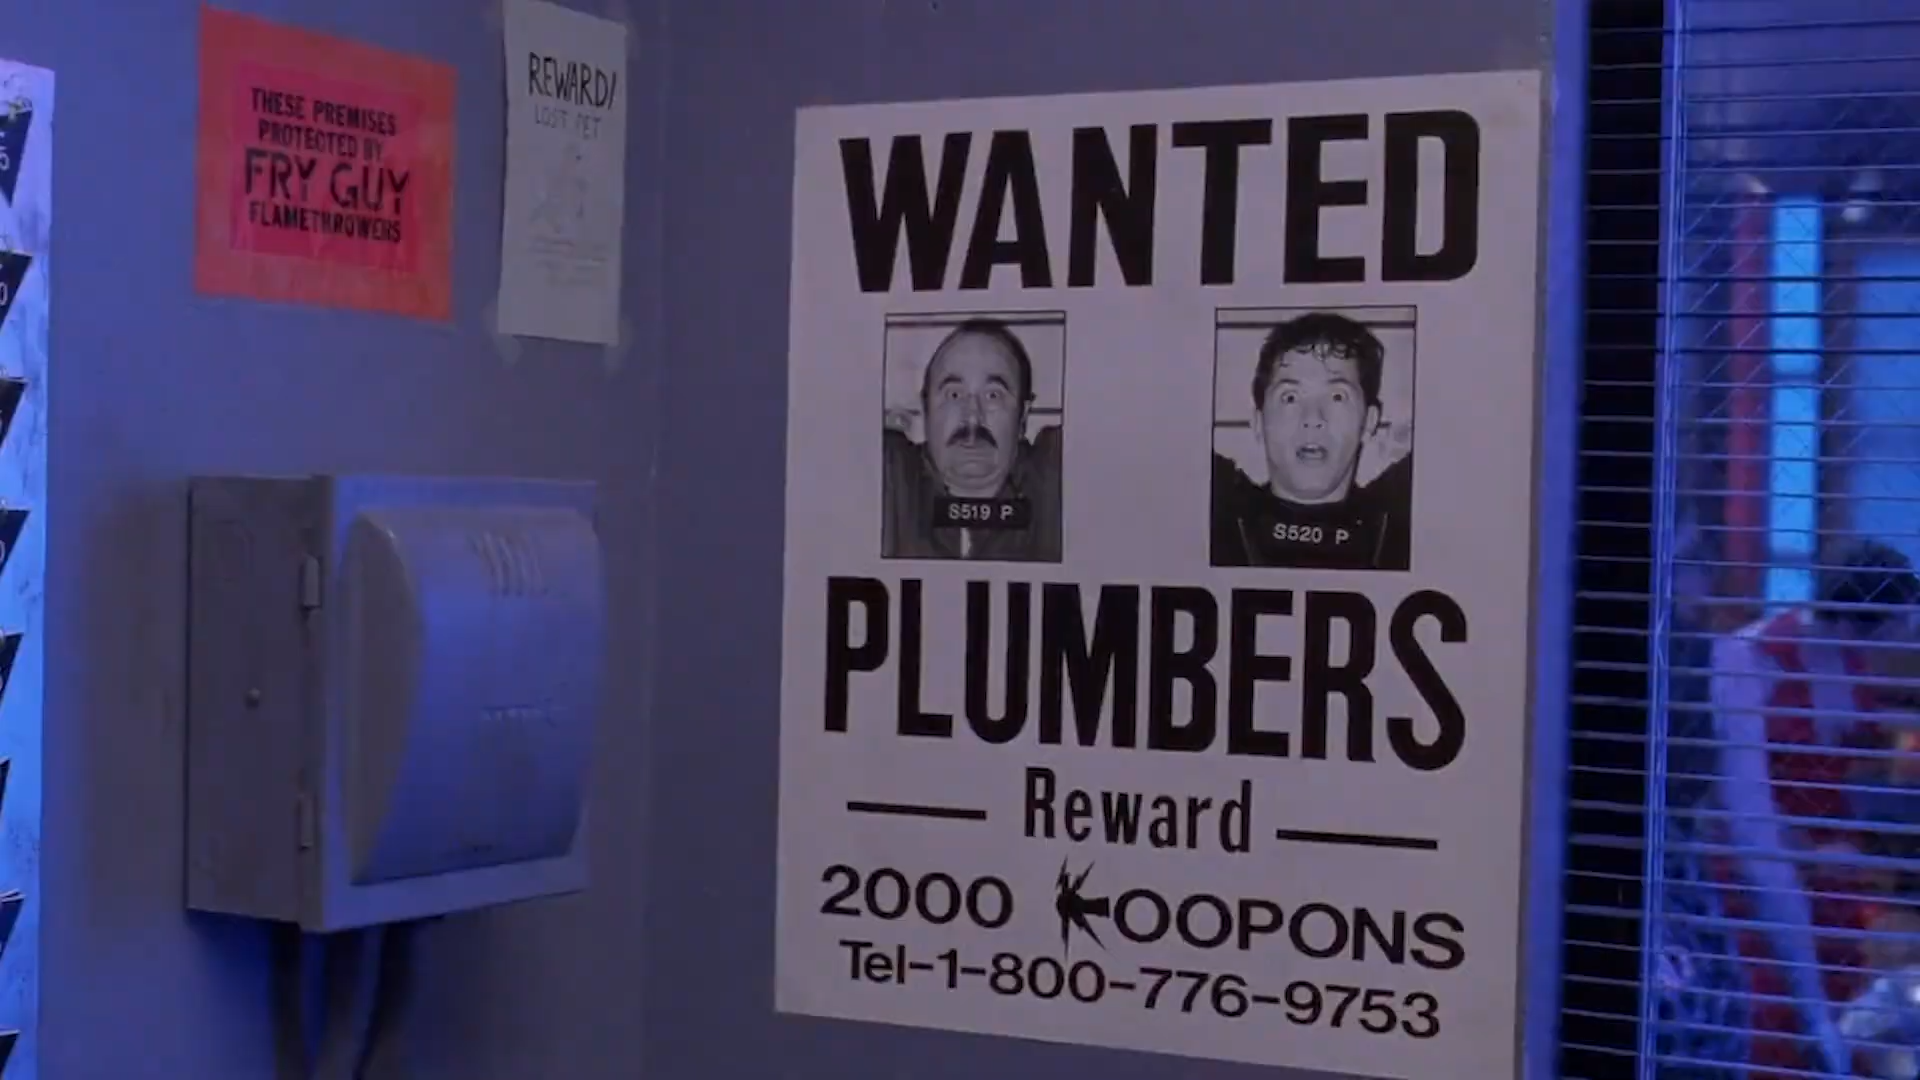 THESE PREMISES
PROTECTED BY
FRY GUY
FLAMETHROWERS
REWARD!
LOST PET
WANTED
S519 P
S520 P
PLUMBERS
Reward
2000 KOOPONS
Tel-1-800-776-9753